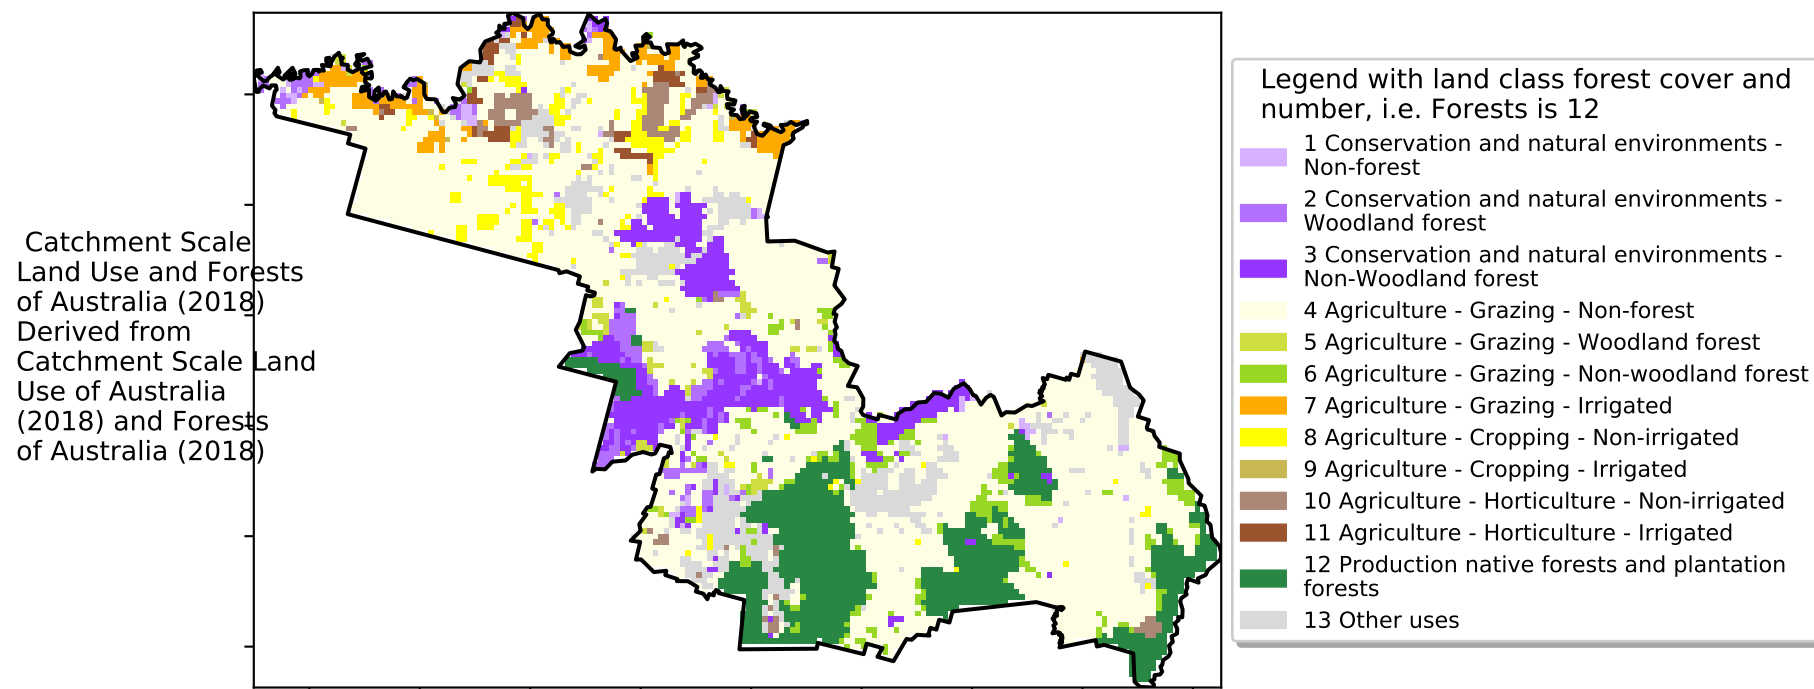 Catchment Scale
Land Use and Forests
of Australia (2018)
Derived from
Catchment Scale Land
Use of Australia
(2018) and Forests
of Australia (2018)
Legend with land class forest cover and
number, i.e. Forests is 12
1 Conservation and natural environments -
Non-forest
2 Conservation and natural environments -
Woodland forest
3 Conservation and natural environments -
Non-Woodland forest
4 Agriculture - Grazing - Non-forest
5 Agriculture - Grazing - Woodland forest
6 Agriculture - Grazing - Non-woodland forest
7 Agriculture - Grazing - Irrigated
8 Agriculture - Cropping - Non-irrigated
9 Agriculture - Cropping - Irrigated
10 Agriculture - Horticulture - Non-irrigated
11 Agriculture - Horticulture - Irrigated
12 Production native forests and plantation
forests
13 Other uses